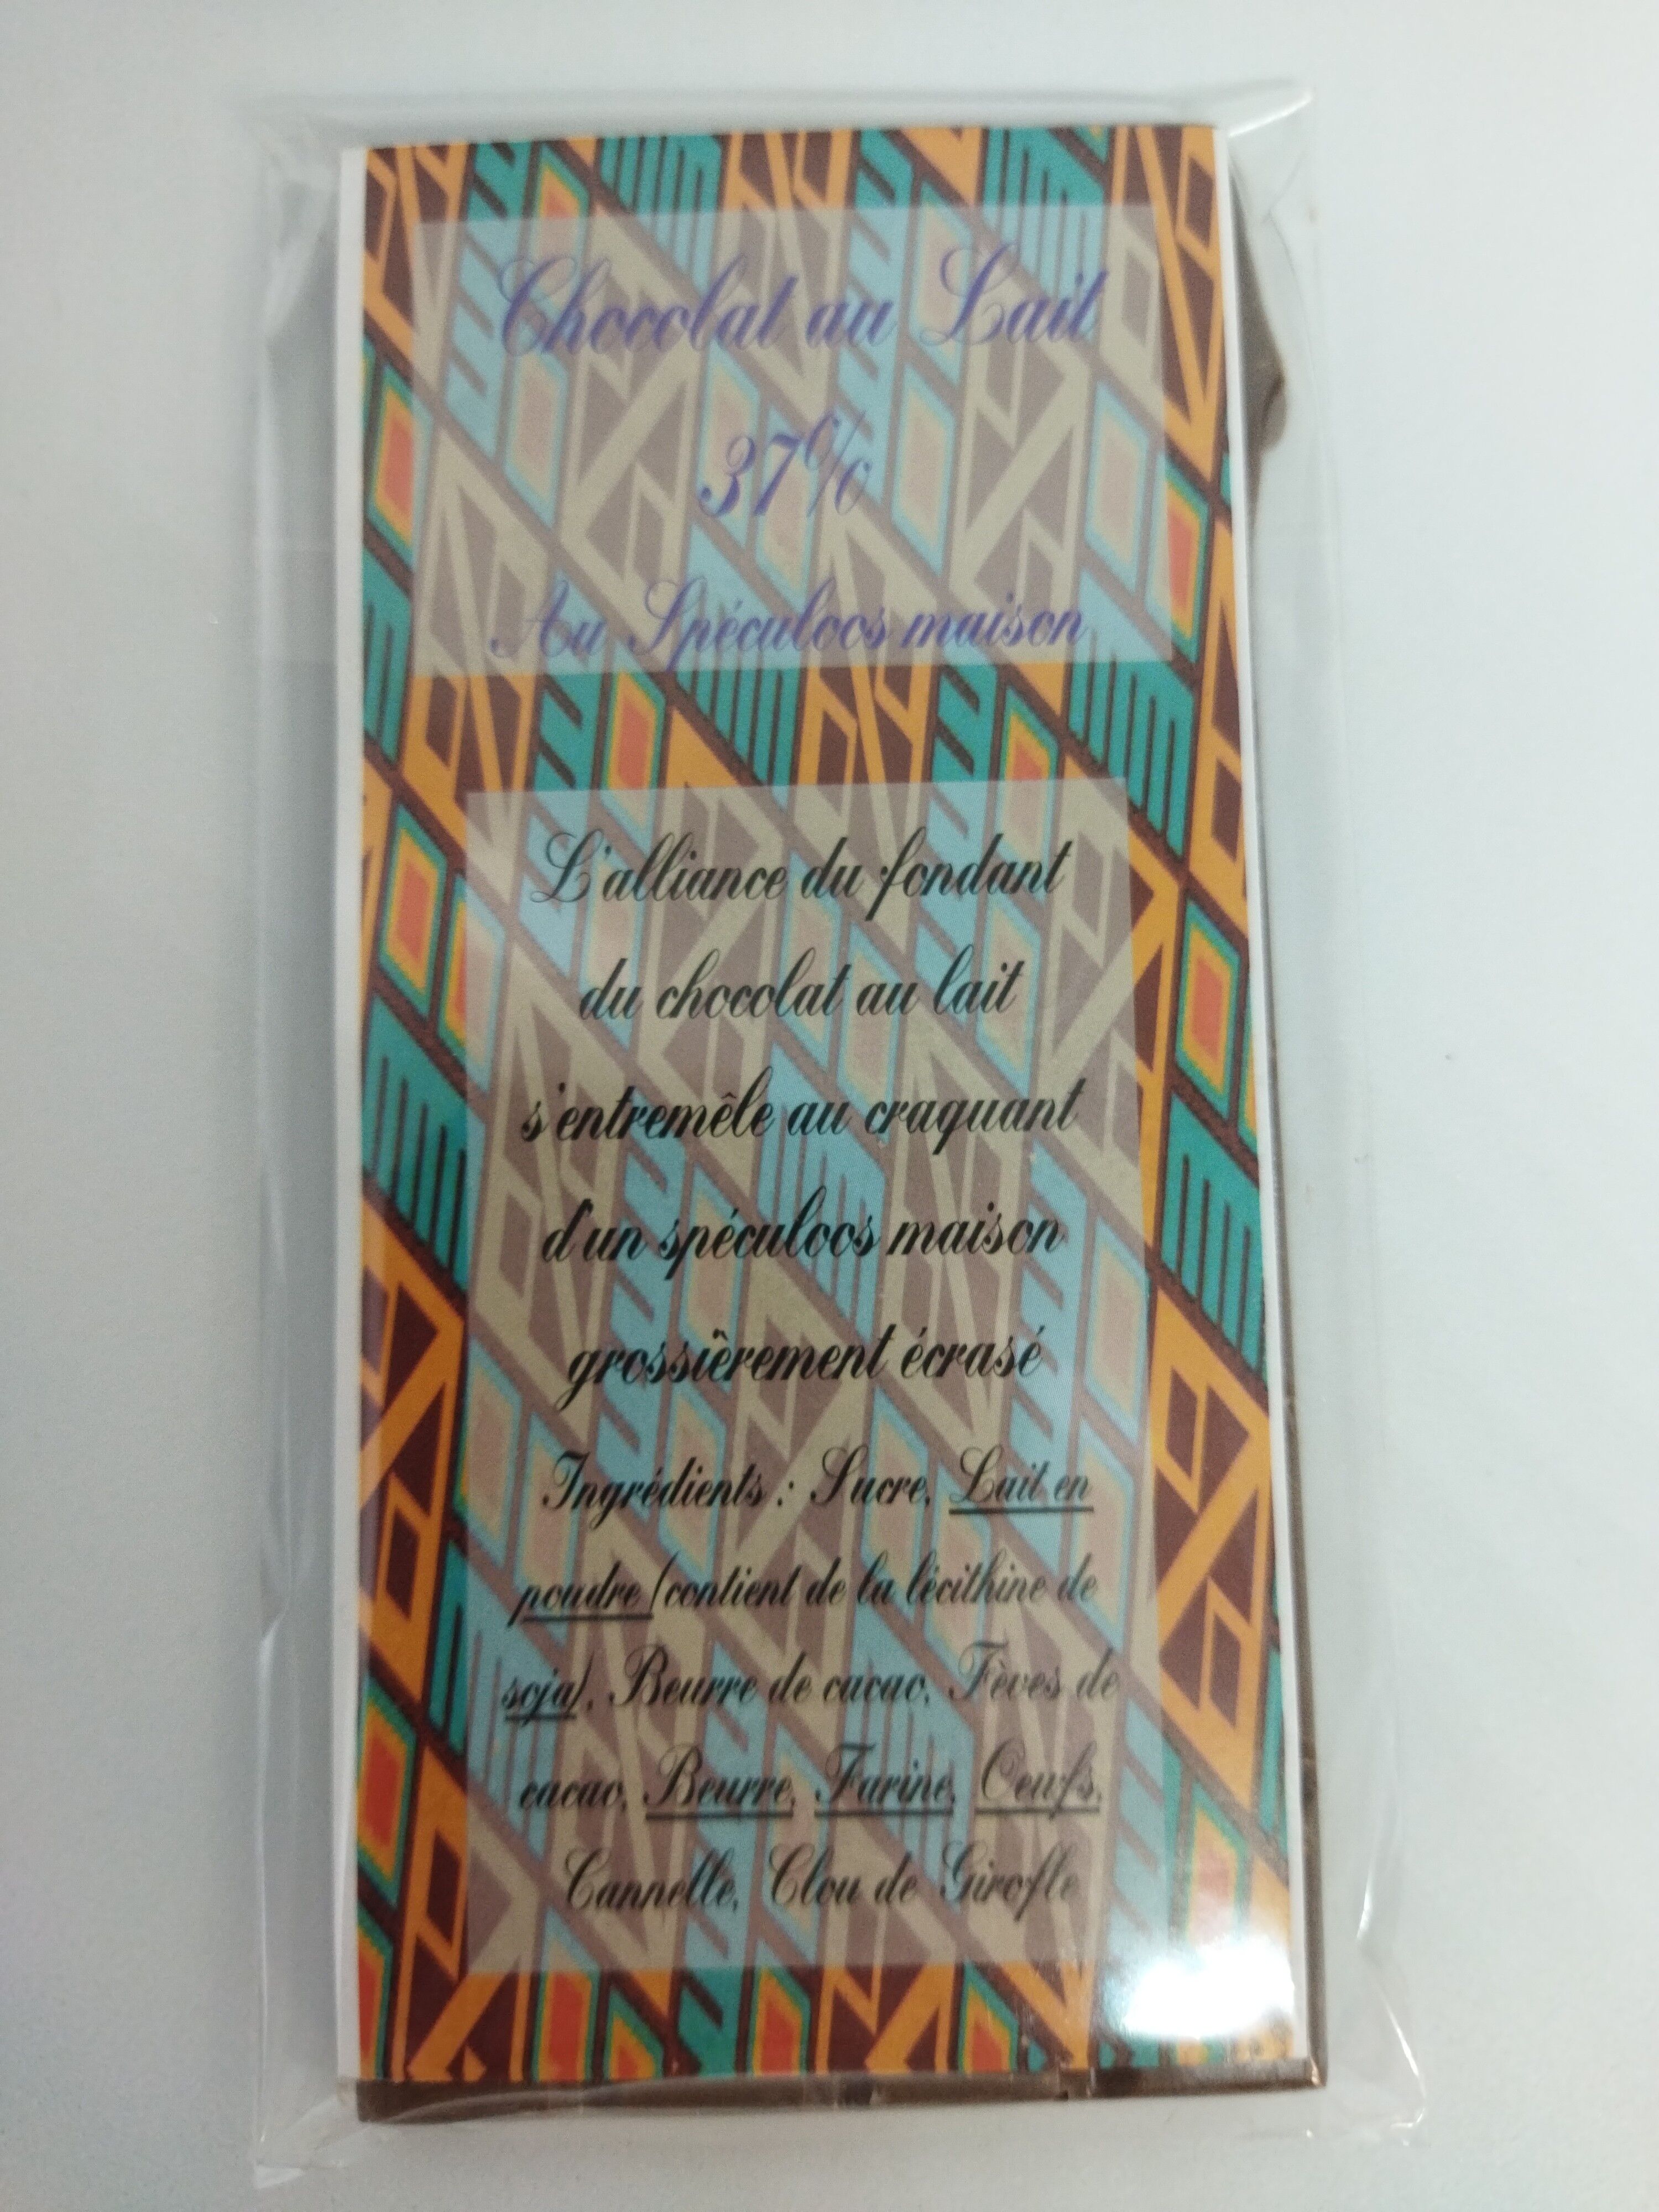 Chocolat au Lait
37%
Au Spéculoos maison
L'alliance du fondant
du chocolat au lait
s'entremêle au craquant
d'un spéculoos maison
grossièrement écrasé
Ingrédients : Sucre, Lait en
poudre (contient de la lécithine de
soja), Beurre de cacao, Fèves de
cacao, Beurre, Farine, Oeufs,
Cannelle, Clou de Girofle